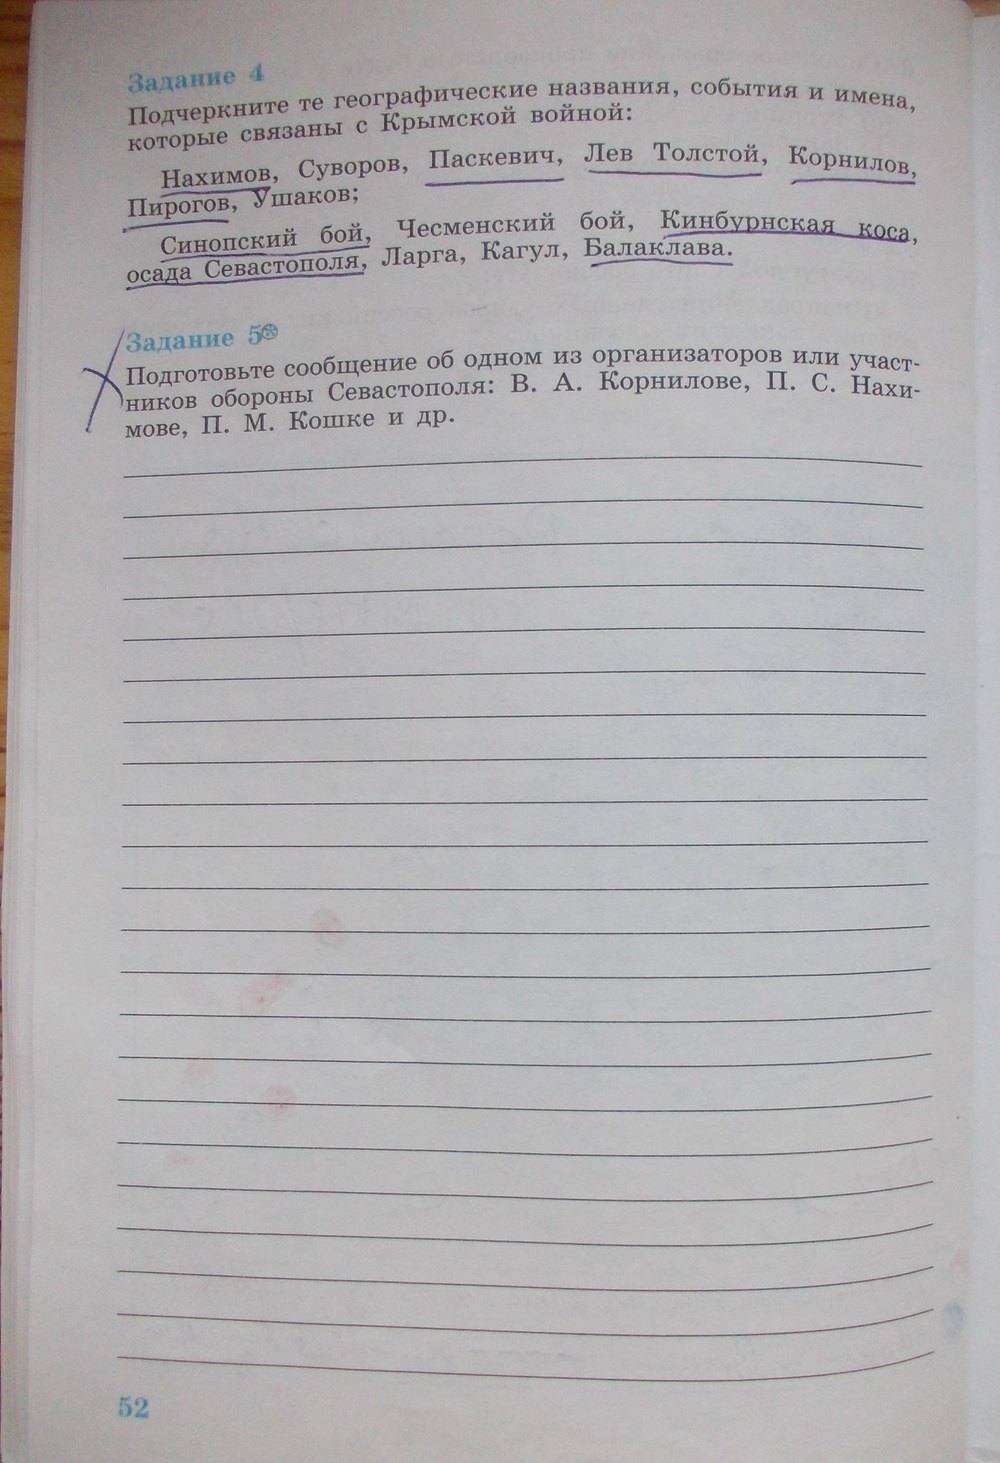 Задание 4
Подчеркните те географические названия, события и имена,
которые связаны с Крымской войной:
Нахимов, Суворов, Паскевич, Лев Толстой, Корнилов,
Пирогов, Ушаков;
Синопский бой, Чесменский бой, Кинбурнская коса,
осада Севастополя, Ларга, Кагул, Балаклава.
Задание 5
Подготовьте сообщение об одном из организаторов или участ-
ников обороны Севастополя: В. А. Корнилове, П. С. Нахи-
мове, П. М. Кошке и др.
52